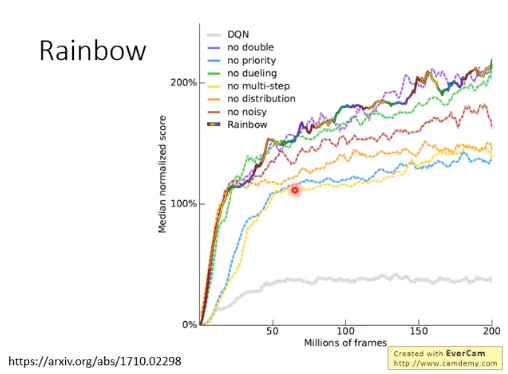 Rainbow
DQN
no double
no priority
no dueling
no multi-step
no distribution
no noisy
Rainbow
Median normalized score
200%
100%
0%
50
100
150
200
Millions of frames
https://arxiv.org/abs/1710.02298
Created with EverCam.
http://www.camdemy.com